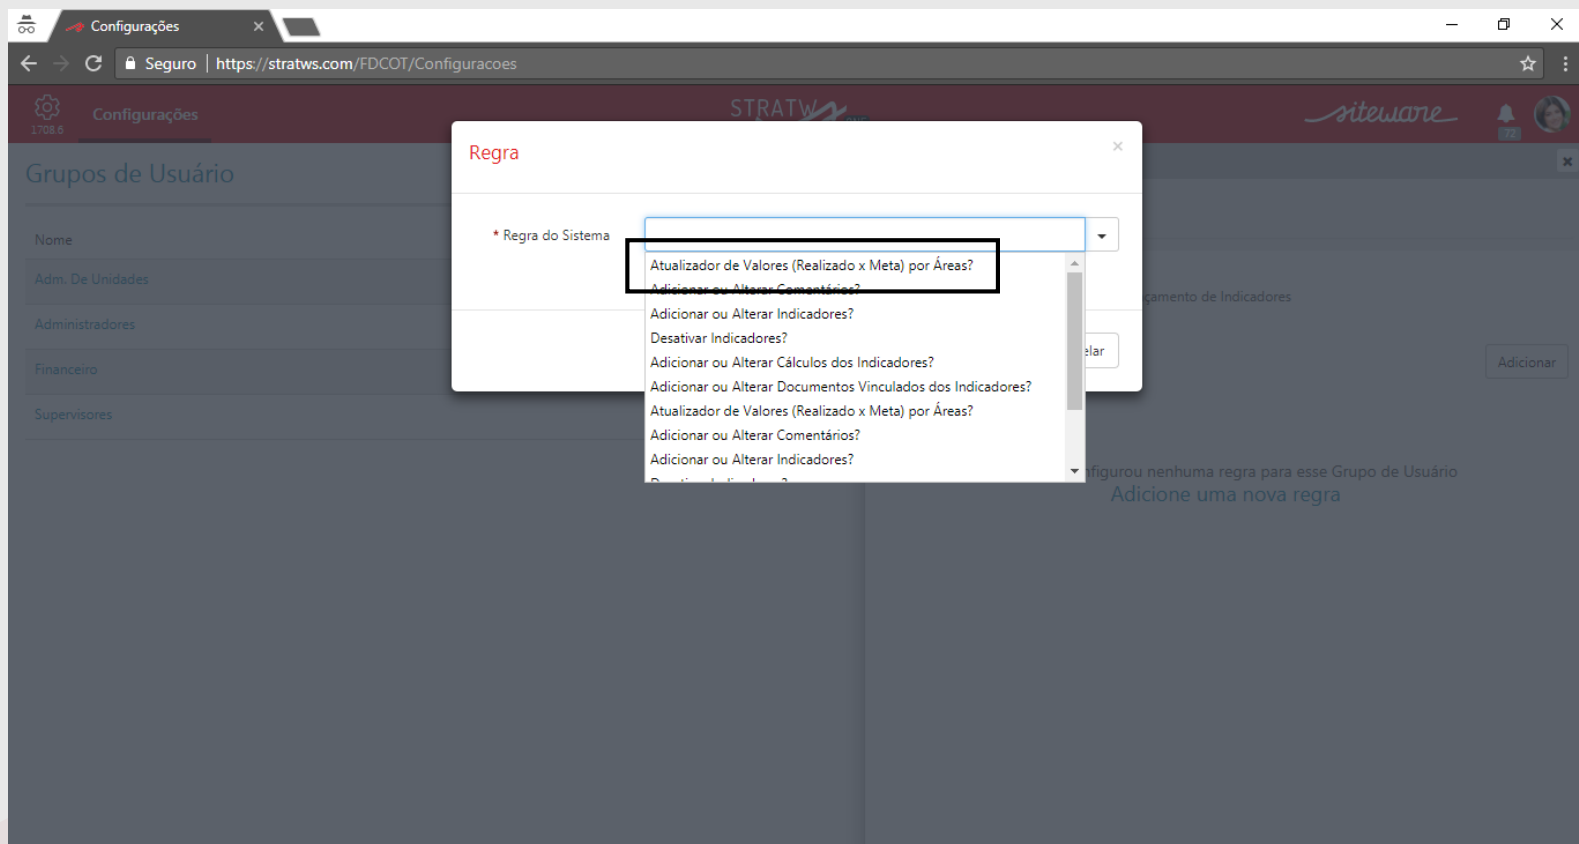 Configurações
Seguro | https://stratws.com/FDCOT/Configuracoes
1708.6
Configurações
STRATW
siteware
72
Grupos de Usuário
Nome
Adm. De Unidades
Administradores
Financeiro
Supervisores
Regra
* Regra do Sistema
Atualizador de Valores (Realizado x Meta) por Áreas?
Adicionar ou Alterar Comentários?
Adicionar ou Alterar Indicadores?
Desativar Indicadores?
Adicionar ou Alterar Cálculos dos Indicadores?
Adicionar ou Alterar Documentos Vinculados dos Indicadores?
Atualizador de Valores (Realizado x Meta) por Áreas?
Adicionar ou Alterar Comentários?
Adicionar ou Alterar Indicadores?
elar
çamento de Indicadores
Adicionar
nfigurou nenhuma regra para esse Grupo de Usuário
Adicione uma nova regra